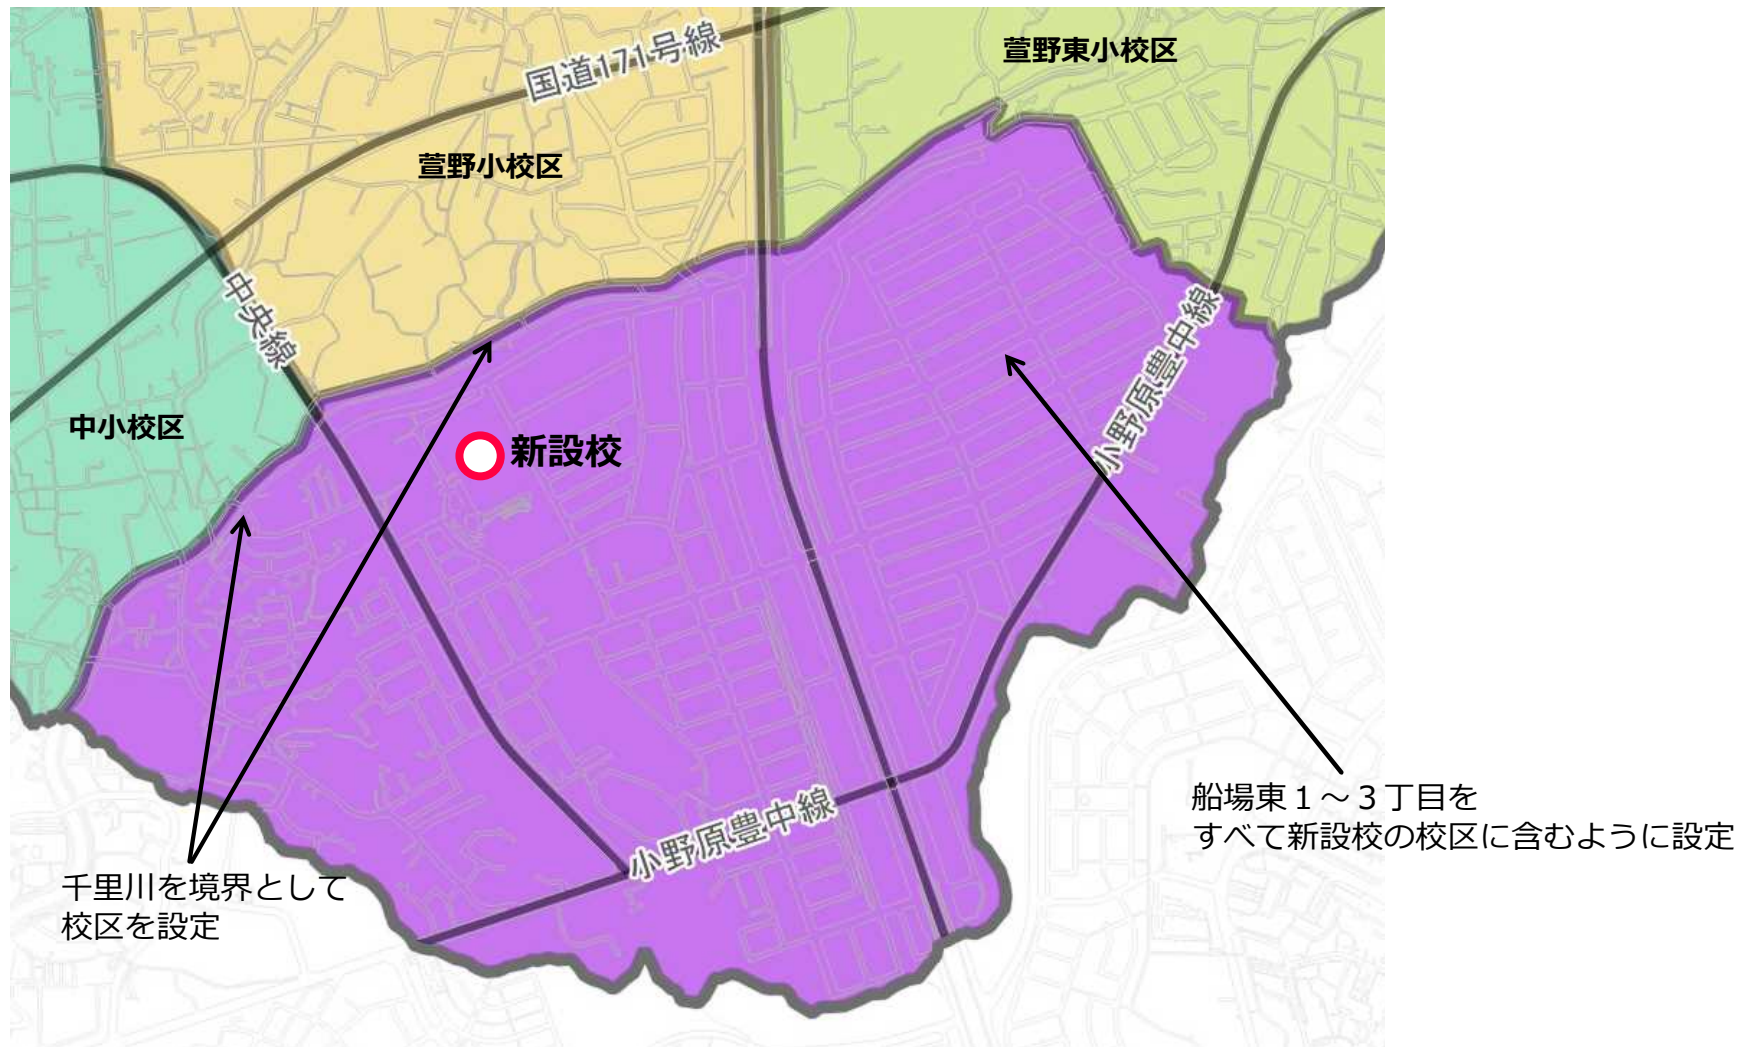 萱野東小校区
国道171号線
萱野小校区
中央線
小野原豊中線
中小校区
新設校
船場東１～３丁目を
すべて新設校の校区に含むように設定
小野原豊中線
千里川を境界として
校区を設定